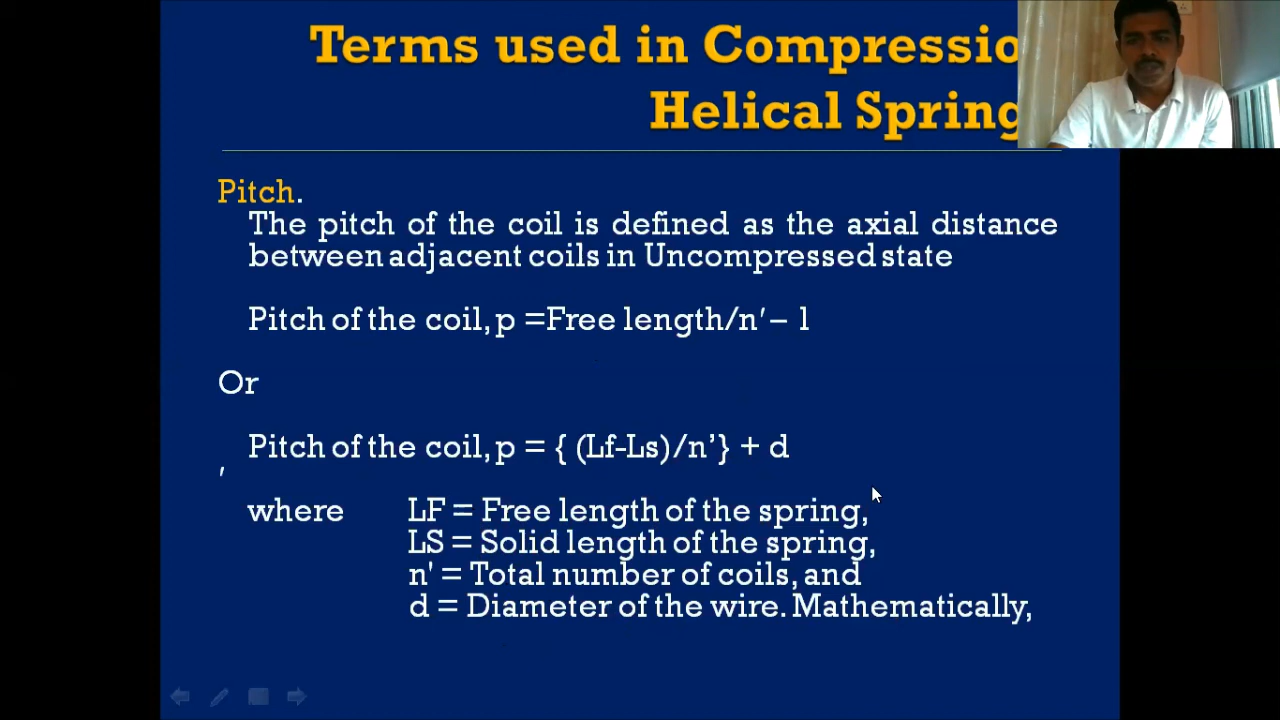 Terms used in Compressio
Helical Spring
Pitch.
The pitch of the coil is defined as the axial distance
between adjacent coils in Uncompressed state
Pitch of the coil, p =Free length/n′ – 1
Or
Pitch of the coil, p = { (Lf-Ls)/n’} + d
′
where LF = Free length of the spring,
LS = Solid length of the spring,
n' = Total number of coils, and
d = Diameter of the wire. Mathematically,